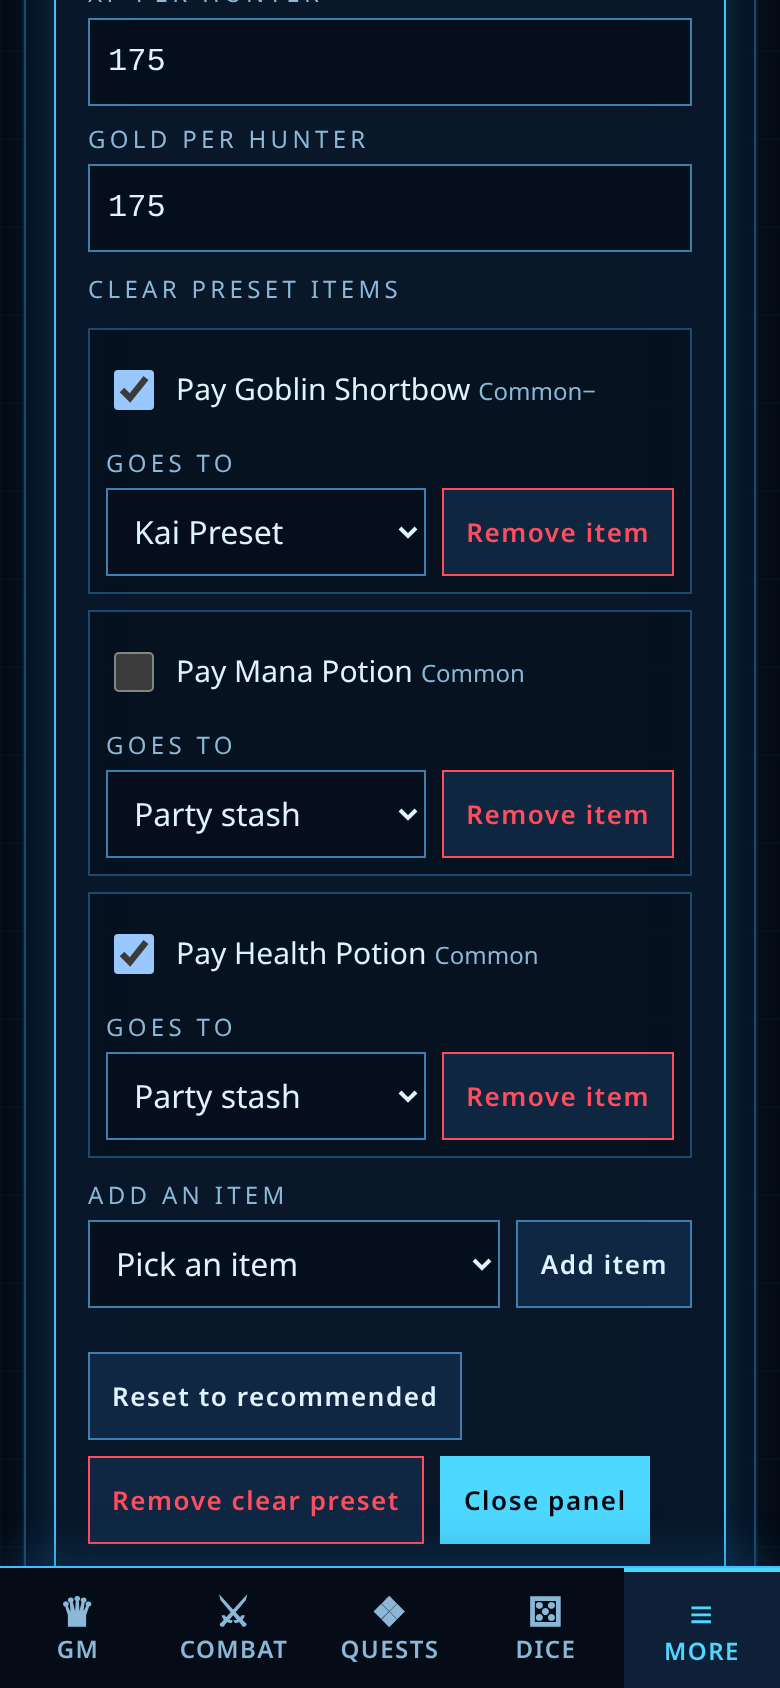 175
GOLD PER HUNTER
175
CLEAR PRESET ITEMS
Pay Goblin Shortbow Common−
GOES TO
Kai Preset
Remove item
Pay Mana Potion Common
GOES TO
Party stash
Remove item
Pay Health Potion Common
GOES TO
Party stash
Remove item
ADD AN ITEM
Pick an item
Add item
Reset to recommended
Remove clear preset
Close panel
GM
COMBAT
QUESTS
DICE
MORE